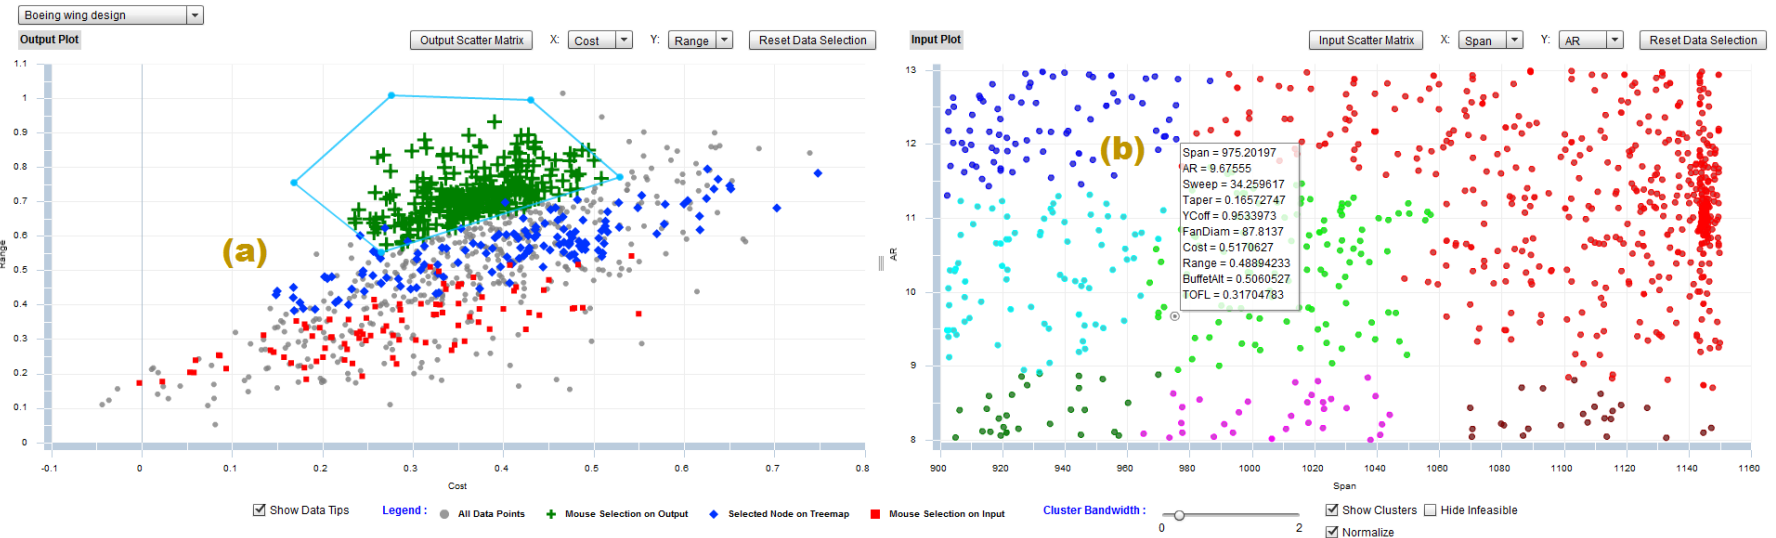 Boeing wing design
Output Plot
Output Scatter Matrix
X: Cost
Y: Range
Reset Data Selection
1.1
1
0.9
0.8
0.7
0.6
0.5
0.4
0.3
0.2
0.1
0
Range
(a)
-0.1 0 0.1 0.2 0.3 0.4 0.5 0.6 0.7 0.8
Cost
Input Plot
Input Scatter Matrix
X: Span
Y: AR
Reset Data Selection
13
12
11
10
9
8
AR
(b)
Span = 975.20197
AR = 9.67555
Sweep = 34.259617
Taper = 0.16572747
YCoff = 0.9533973
FanDiam = 87.8137
Cost = 0.5170627
Range = 0.48894233
BuffetAlt = 0.5060527
TOFL = 0.31704783
900 920 940 960 980 1000 1020 1040 1060 1080 1100 1120 1140 1160
Span
Show Data Tips
Legend :
All Data Points
Mouse Selection on Output
Selected Node on Treemap
Mouse Selection on Input
Cluster Bandwidth :
0 2
Show Clusters
Hide Infeasible
Normalize